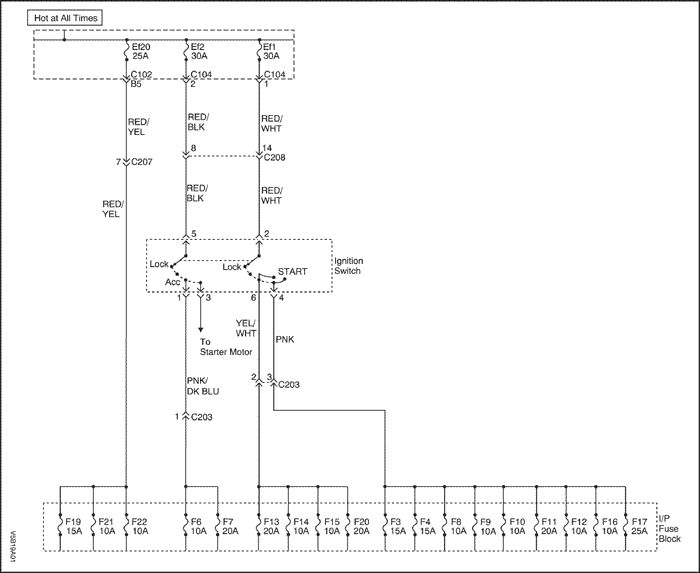 Hot at All Times
Ef20
25A
Ef2
30A
Ef1
30A
C102
B5
C104
2
C104
1
RED/
YEL
RED/
BLK
RED/
WHT
7 C207
8
14
C208
RED/
YEL
RED/
BLK
RED/
WHT
5
2
Lock
Acc
Lock
START
Ignition
Switch
1
3
6
4
To
Starter Motor
YEL/
WHT
PNK
PNK/
DK BLU
2
3
C203
1 C203
F19
15A
F21
10A
F22
10A
F6
10A
F7
20A
F13
20A
F14
10A
F15
10A
F20
20A
F3
15A
F4
15A
F8
10A
F9
10A
F10
10A
F11
20A
F12
10A
F16
10A
F17
25A
I/P
Fuse
Block
V5B19A01